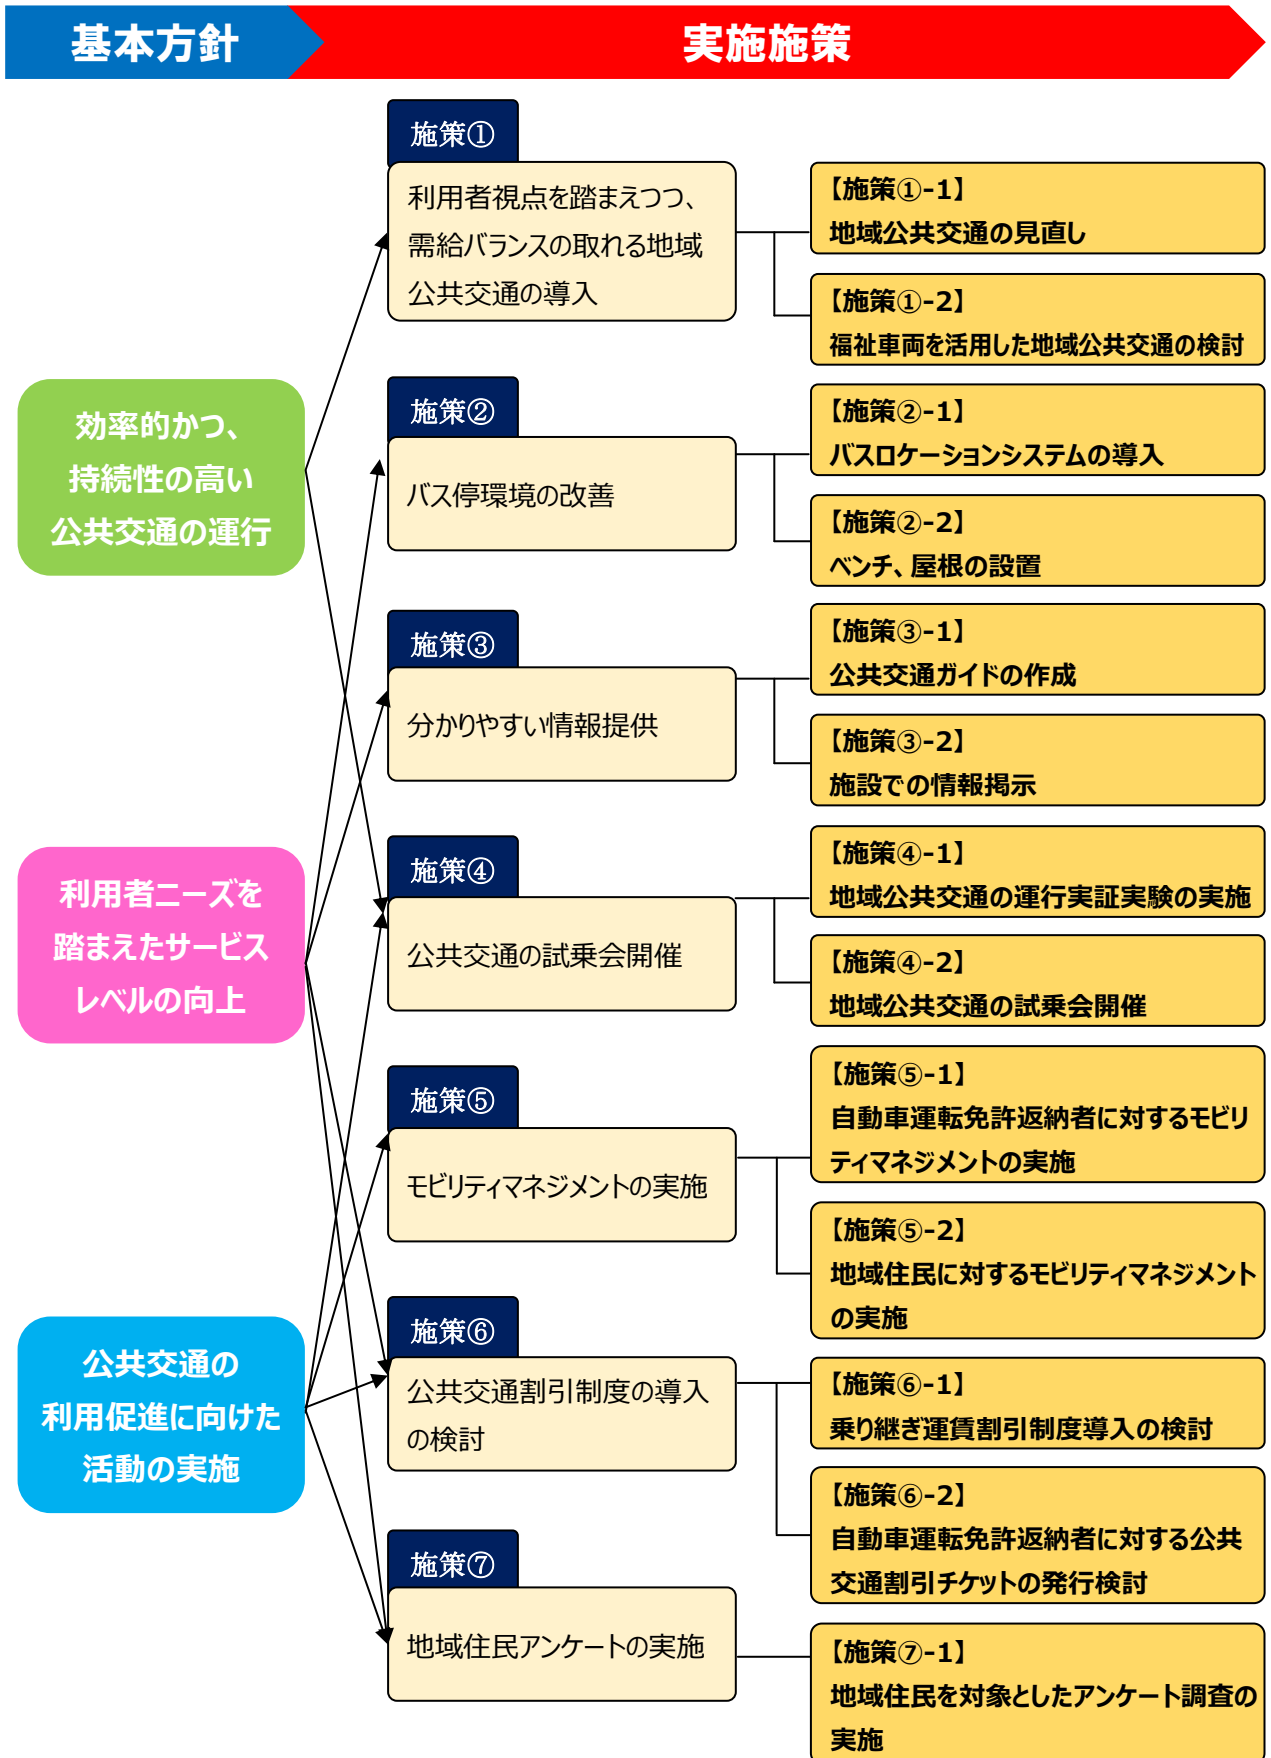 基本方針
実施施策
効率的かつ、
持続性の高い
公共交通の運行
利用者ニーズを
踏まえたサービス
レベルの向上
公共交通の
利用促進に向けた
活動の実施
施策①
利用者視点を踏まえつつ、
需給バランスの取れる地域
公共交通の導入
【施策①-1】
地域公共交通の見直し
【施策①-2】
福祉車両を活用した地域公共交通の検討
施策②
バス停環境の改善
【施策②-1】
バスロケーションシステムの導入
【施策②-2】
ベンチ、屋根の設置
施策③
分かりやすい情報提供
【施策③-1】
公共交通ガイドの作成
【施策③-2】
施設での情報掲示
施策④
公共交通の試乗会開催
【施策④-1】
地域公共交通の運行実証実験の実施
【施策④-2】
地域公共交通の試乗会開催
施策⑤
モビリティマネジメントの実施
【施策⑤-1】
自動車運転免許返納者に対するモビリ
ティマネジメントの実施
【施策⑤-2】
地域住民に対するモビリティマネジメント
の実施
施策⑥
公共交通割引制度の導入
の検討
【施策⑥-1】
乗り継ぎ運賃割引制度導入の検討
【施策⑥-2】
自動車運転免許返納者に対する公共
交通割引チケットの発行検討
施策⑦
地域住民アンケートの実施
【施策⑦-1】
地域住民を対象としたアンケート調査の
実施